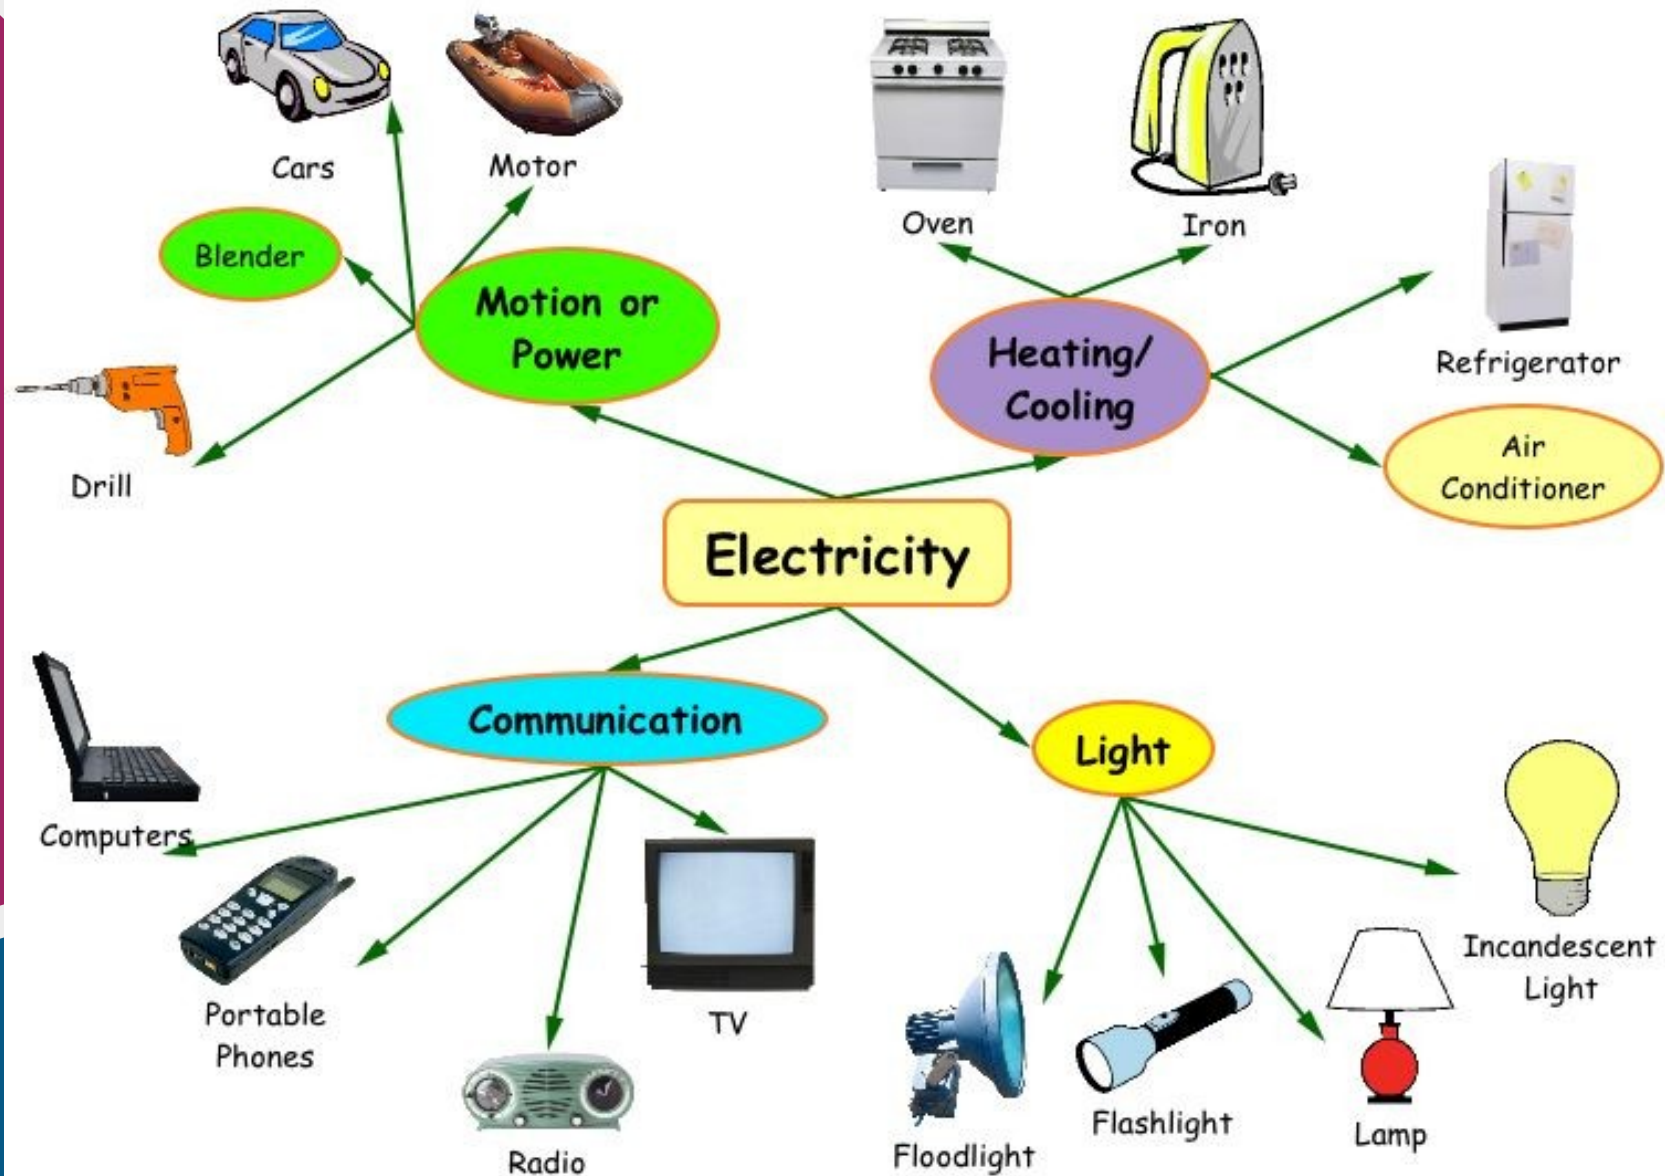 Cars
Motor
Blender
Motion or
Power
Drill
Oven
Iron
Heating/
Cooling
Refrigerator
Air
Conditioner
Electricity
Communication
Computers
Portable
Phones
Radio
TV
Light
Floodlight
Flashlight
Lamp
Incandescent
Light